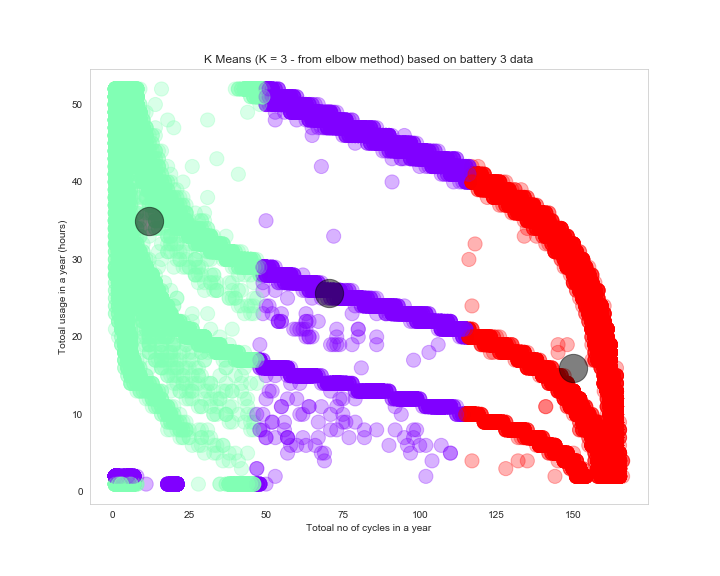 K Means (K = 3 - from elbow method) based on battery 3 data
Totoal usage in a year (hours)
50
40
30
20
10
0
0 25 50 75 100 125 150
Totoal no of cycles in a year